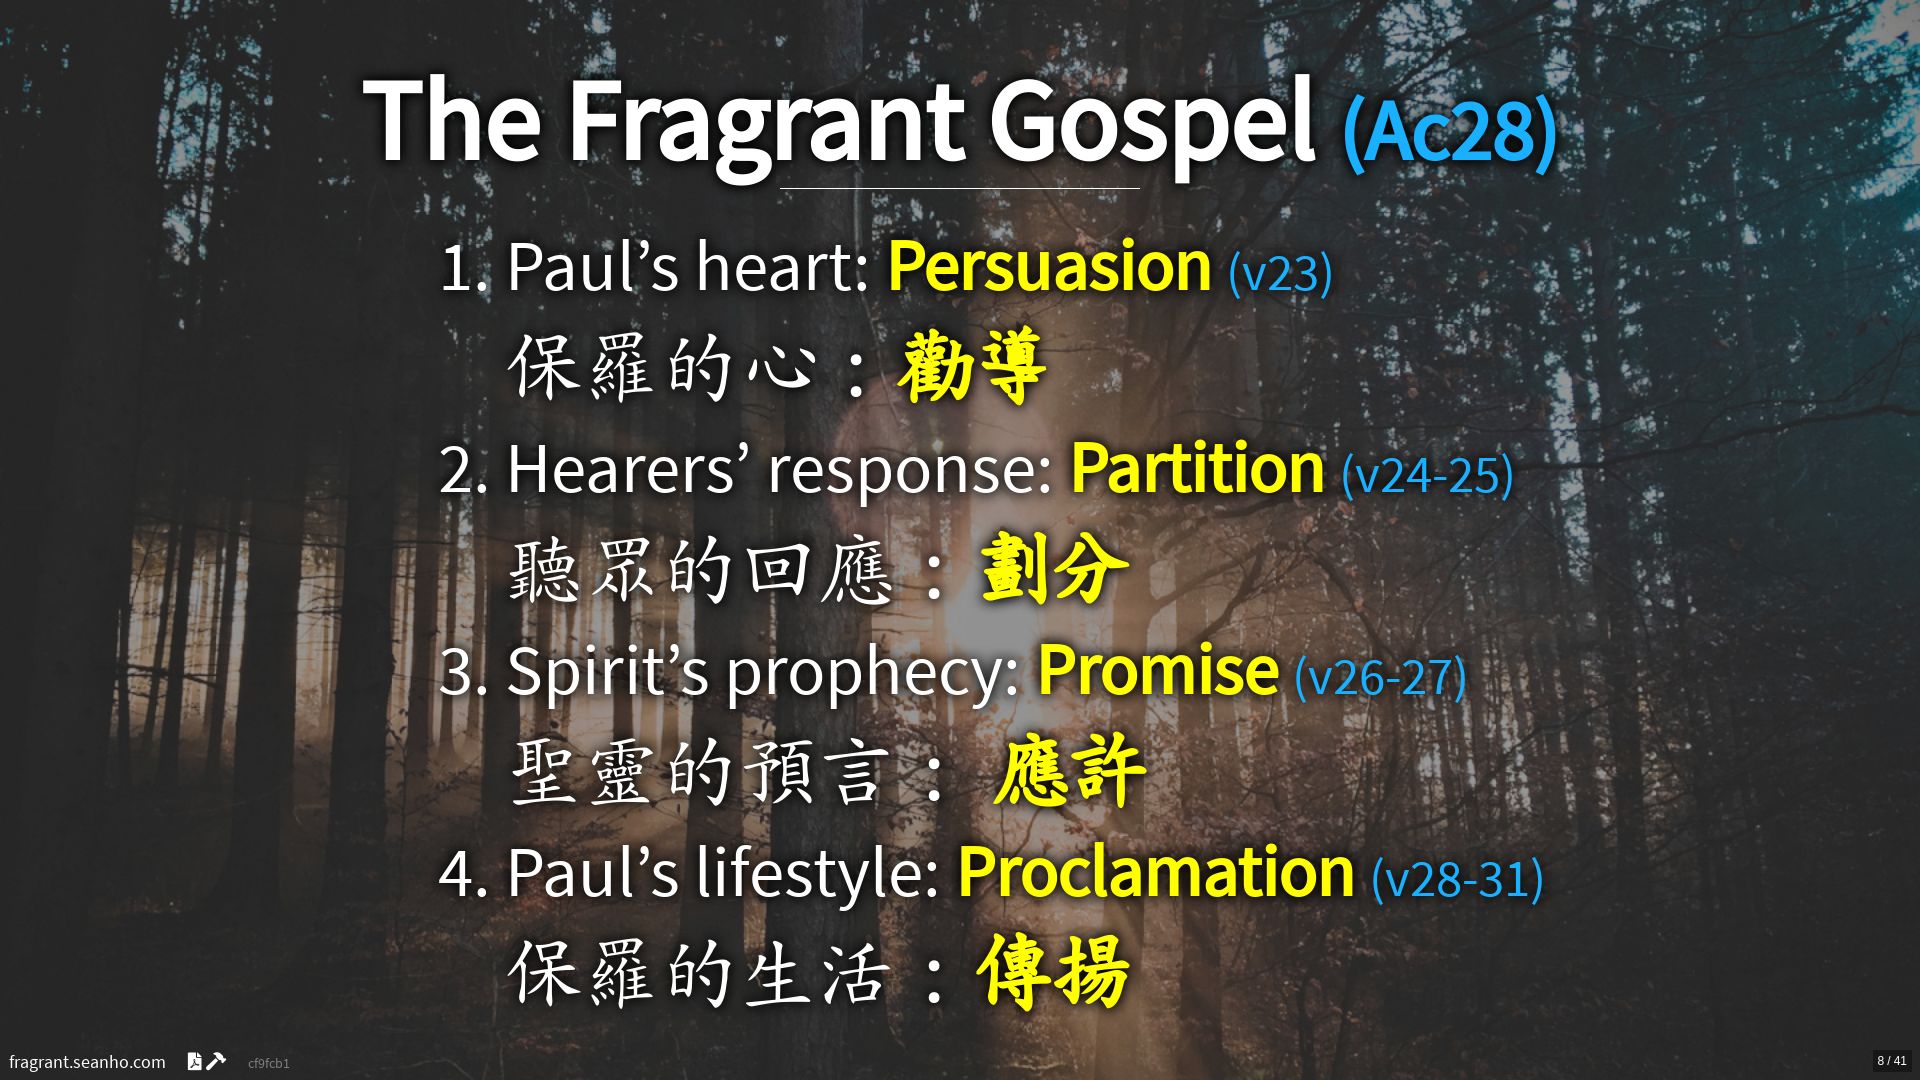 The Fragrant Gospel (Ac28)
1. Paul’s heart: Persuasion (v23)
保羅的心：勸導
2. Hearers’ response: Partition (v24-25)
聽眾的回應：劃分
3. Spirit’s prophecy: Promise (v26-27)
聖靈的預言： 應許
4. Paul’s lifestyle: Proclamation (v28-31)
保羅的生活：傳揚
fragrant.seanho.com cf9fcb1
8 / 41